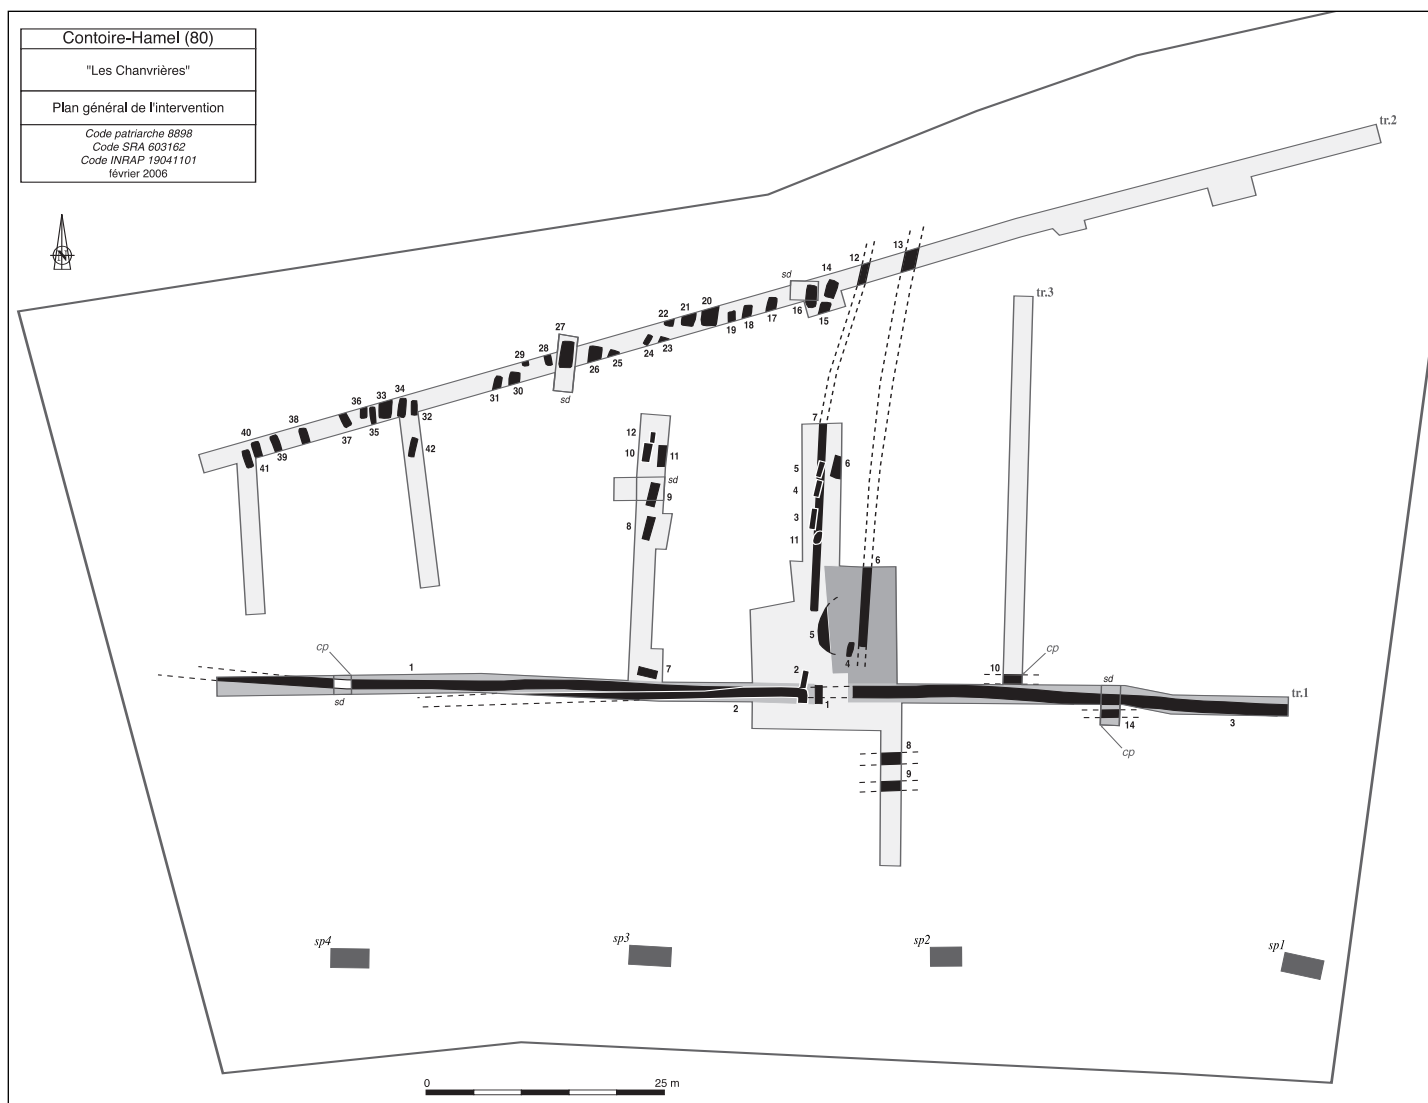 Contoire-Hamel (80)
"Les Chanvrières"
Plan général de l'intervention
Code patriarche 8898
Code SRA 603162
Code INRAP 19041101
février 2006
N
tr.2
13
12
14
sd
16
15
17
18
19
20
21
22
23
24
25
26
27
sd
28
29
30
31
32
34
33
36
35
37
38
39
40
41
42
tr.3
12
10
11
sd
9
8
7
7
5
6
4
3
11
6
5
4
2
1
cp
1
sd
2
10
cp
sd
tr.1
14
3
cp
8
9
sp4
sp3
sp2
sp1
0
25 m